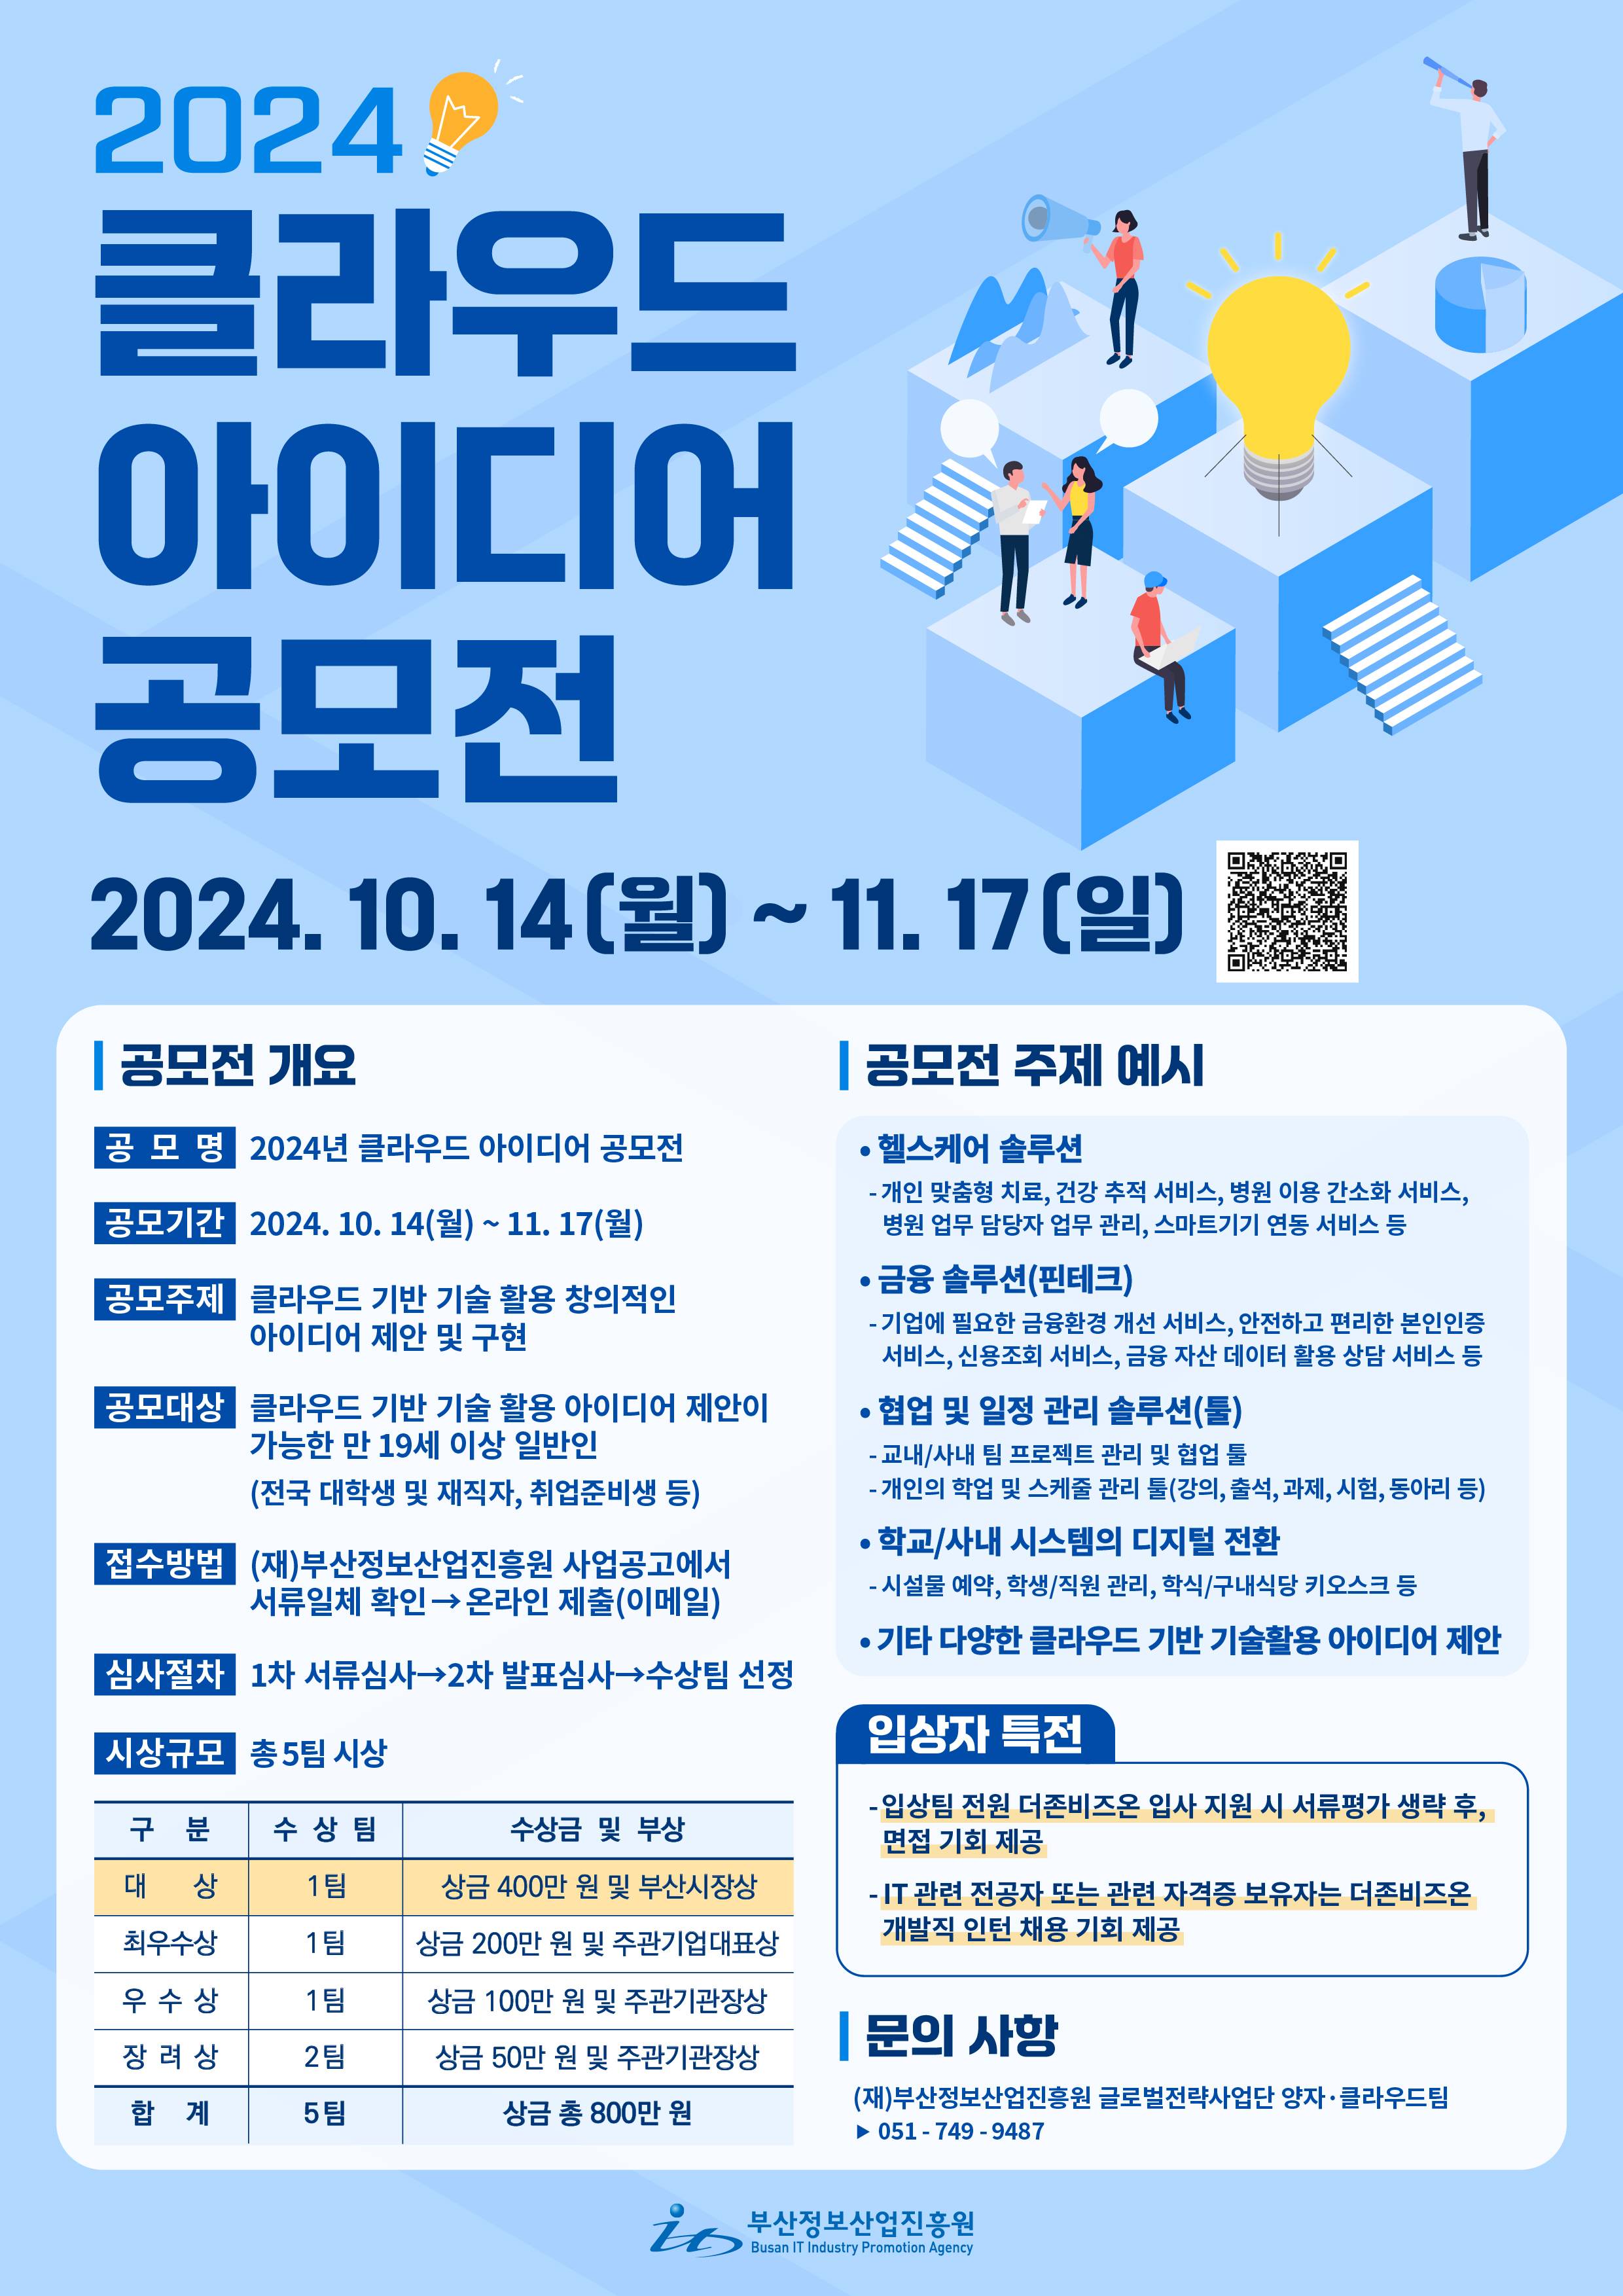 2024
클라우드
아이디어
공모전
2024. 10. 14(월) ~ 11. 17(일)
공모전 개요
공 모 명 2024년 클라우드 아이디어 공모전
공모기간 2024. 10. 14(월) ~ 11. 17(월)
공모주제 클라우드 기반 기술 활용 창의적인
아이디어 제안 및 구현
공모대상 클라우드 기반 기술 활용 아이디어 제안이
가능한 만 19세 이상 일반인
(전국 대학생 및 재직자, 취업준비생 등)
접수방법 (재)부산정보산업진흥원 사업공고에서
서류일체 확인→온라인 제출(이메일)
심사절차 1차 서류심사→2차 발표심사→수상팀 선정
시상규모 총 5팀 시상
구 분 수 상 팀 수상금 및 부상
대 상 1팀 상금 400만 원 및 부산시장상
최우수상 1팀 상금 200만 원 및 주관기업대표상
우 수 상 1팀 상금 100만 원 및 주관기관장상
장 려 상 2팀 상금 50만 원 및 주관기관장상
합 계 5팀 상금 총 800만 원
공모전 주제 예시
• 헬스케어 솔루션
- 개인 맞춤형 치료, 건강 추적 서비스, 병원 이용 간소화 서비스,
병원 업무 담당자 업무 관리, 스마트기기 연동 서비스 등
• 금융 솔루션(핀테크)
- 기업에 필요한 금융환경 개선 서비스, 안전하고 편리한 본인인증
서비스, 신용조회 서비스, 금융 자산 데이터 활용 상담 서비스 등
• 협업 및 일정 관리 솔루션(툴)
- 교내/사내 팀 프로젝트 관리 및 협업 툴
- 개인의 학업 및 스케줄 관리 툴(강의, 출석, 과제, 시험, 동아리 등)
• 학교/사내 시스템의 디지털 전환
- 시설물 예약, 학생/직원 관리, 학식/구내식당 키오스크 등
• 기타 다양한 클라우드 기반 기술활용 아이디어 제안
입상자 특전
- 입상팀 전원 더존비즈온 입사 지원 시 서류평가 생략 후,
면접 기회 제공
- IT 관련 전공자 또는 관련 자격증 보유자는 더존비즈온
개발직 인턴 채용 기회 제공
문의 사항
(재)부산정보산업진흥원 글로벌전략사업단 양자·클라우드팀
▶ 051 - 749 - 9487
부산정보산업진흥원
Busan IT Industry Promotion Agency